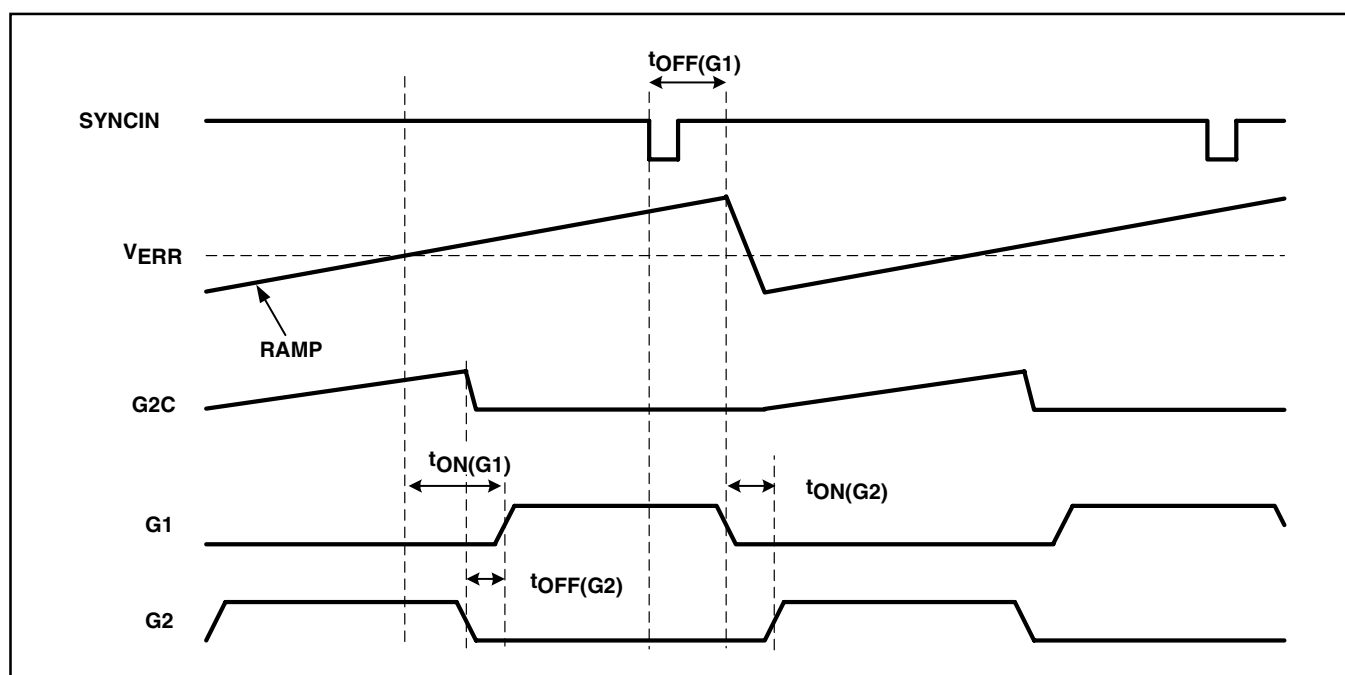 tOFF(G1)
SYNCIN
VERR
RAMP
G2C
tON(G1)
tON(G2)
G1
tOFF(G2)
G2